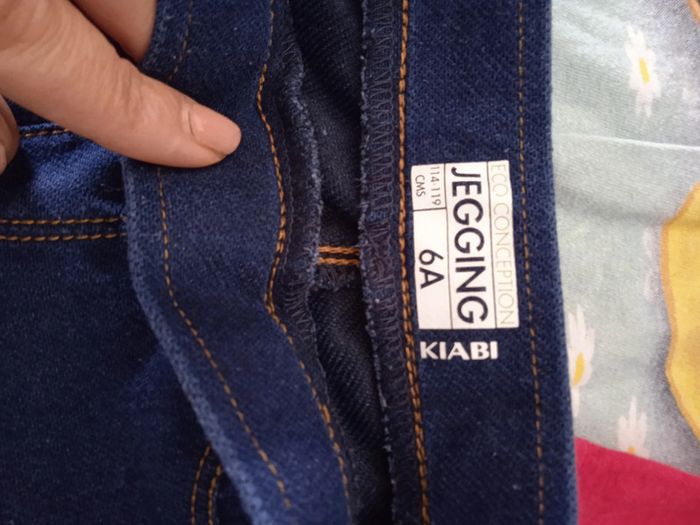 ECO CONCEPTION
JEGGING
114-119
CMS
6A
KIABI